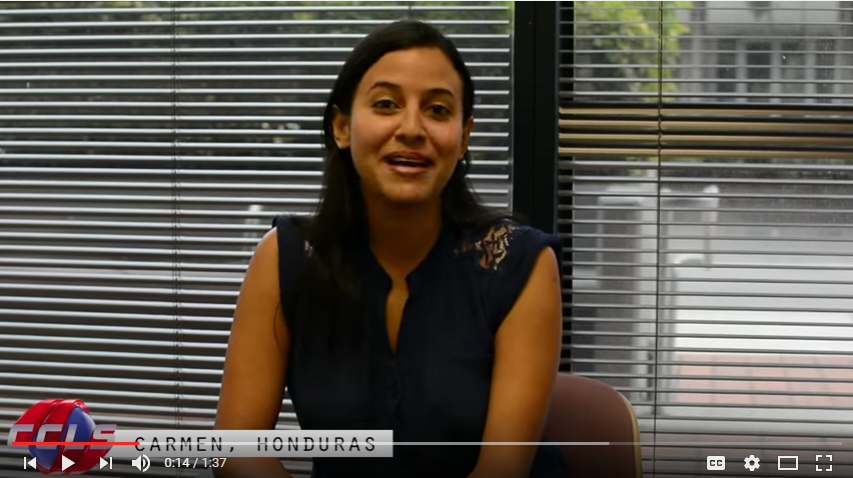 CCLS
CARMEN, HONDURAS
0:14 / 1:37
CC